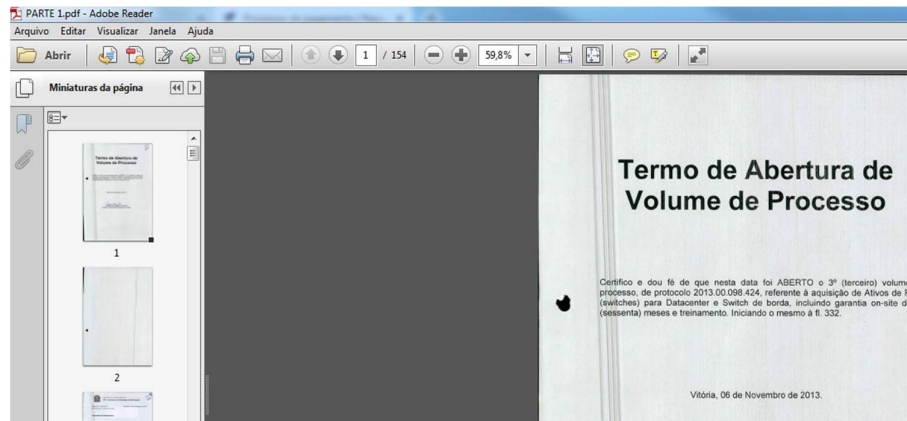 PARTE 1.pdf - Adobe Reader
Arquivo Editar Visualizar Janela Ajuda
Abrir 1 / 154 59,8%
Miniaturas da página
Termo de Abertura de
Volume de Processo
1
2
Termo de Abertura de
Volume de Processo
Certifico e dou fé de que nesta data foi ABERTO o 3º (terceiro) volum
processo, de protocolo 2013.00.098.424, referente à aquisição de Ativos de
(switches) para Datacenter e Switch de borda, incluindo garantia on-site d
(sessenta) meses e treinamento. Iniciando o mesmo à fl. 332.
Vitória, 06 de Novembro de 2013.